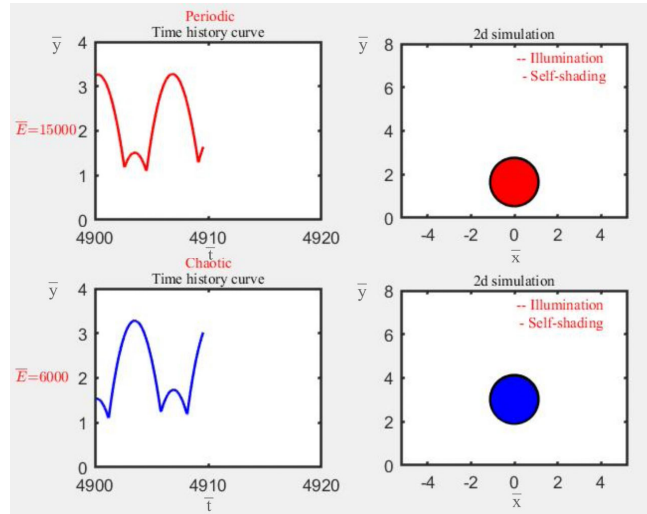 Periodic
Time history curve
y̅
4
3
2
1
0
E̅=15000
4900
4910
4920
t̅
2d simulation
y̅
8
6
4
2
0
-- Illumination
- Self-shading
-4
-2
0
2
4
x̅
Chaotic
Time history curve
y̅
4
3
2
1
0
E̅=6000
4900
4910
4920
t̅
2d simulation
y̅
8
6
4
2
0
-- Illumination
- Self-shading
-4
-2
0
2
4
x̅